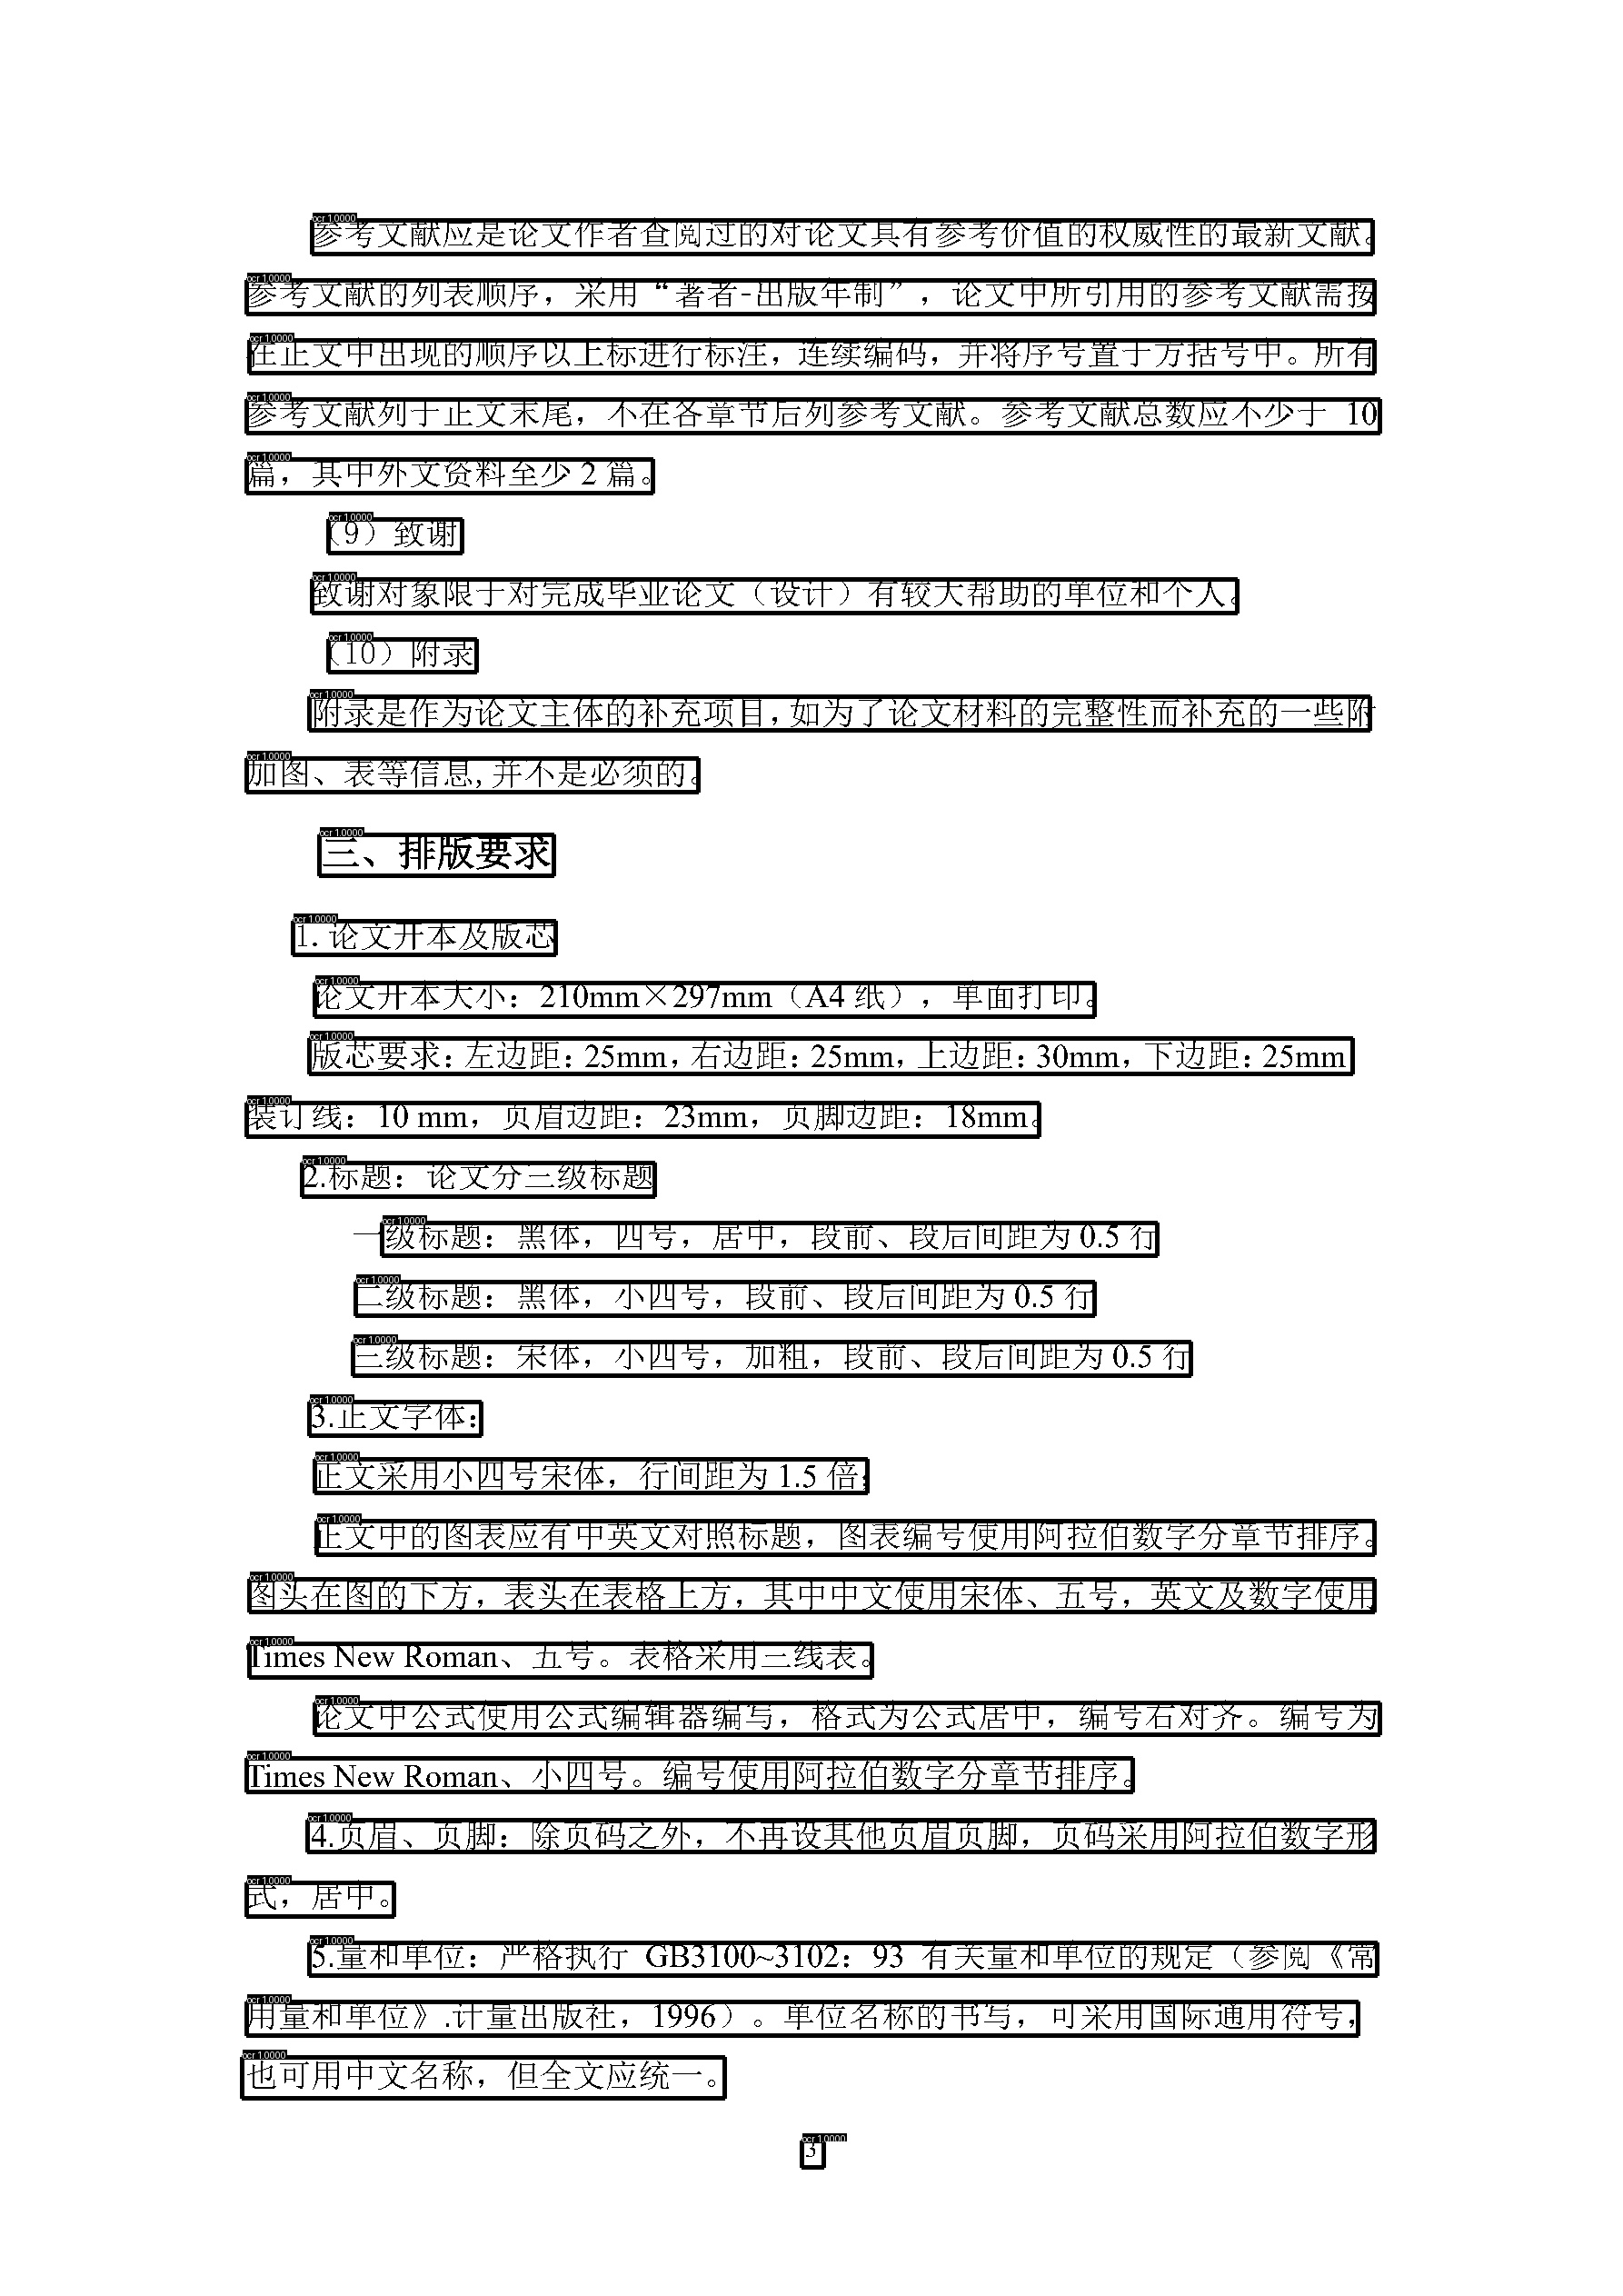 参考文献应是论文作者查阅过的对论文具有参考价值的权威性的最新文献。
参考文献的列表顺序，采用“著者-出版年制”，论文中所引用的参考文献需按
在正文中出现的顺序以上标进行标注，连续编码，并将序号置于方括号中。所有
参考文献列于正文末尾，不在各章节后列参考文献。参考文献总数应不少于 10
篇，其中外文资料至少 2 篇。
（9）致谢
致谢对象限于对完成毕业论文（设计）有较大帮助的单位和个人。
（10）附录
附录是作为论文主体的补充项目,如为了论文材料的完整性而补充的一些附
加图、表等信息,并不是必须的。
三、排版要求
1.论文开本及版芯
论文开本大小：210mm×297mm（A4 纸），单面打印。
版芯要求：左边距：25mm，右边距：25mm，上边距：30mm，下边距：25mm
装订线：10 mm，页眉边距：23mm，页脚边距：18mm。
2.标题：论文分三级标题
一级标题：黑体，四号，居中，段前、段后间距为 0.5 行
二级标题：黑体，小四号，段前、段后间距为 0.5 行
三级标题：宋体，小四号，加粗，段前、段后间距为 0.5 行
3.正文字体：
正文采用小四号宋体，行间距为 1.5 倍；
正文中的图表应有中英文对照标题，图表编号使用阿拉伯数字分章节排序。
图头在图的下方，表头在表格上方，其中中文使用宋体、五号，英文及数字使用
Times New Roman、五号。表格采用三线表。
论文中公式使用公式编辑器编写，格式为公式居中，编号右对齐。编号为
Times New Roman、小四号。编号使用阿拉伯数字分章节排序。
4.页眉、页脚：除页码之外，不再设其他页眉页脚，页码采用阿拉伯数字形
式，居中。
5.量和单位：严格执行 GB3100~3102：93 有关量和单位的规定（参阅《常
用量和单位》.计量出版社，1996）。单位名称的书写，可采用国际通用符号，
也可用中文名称，但全文应统一。
3